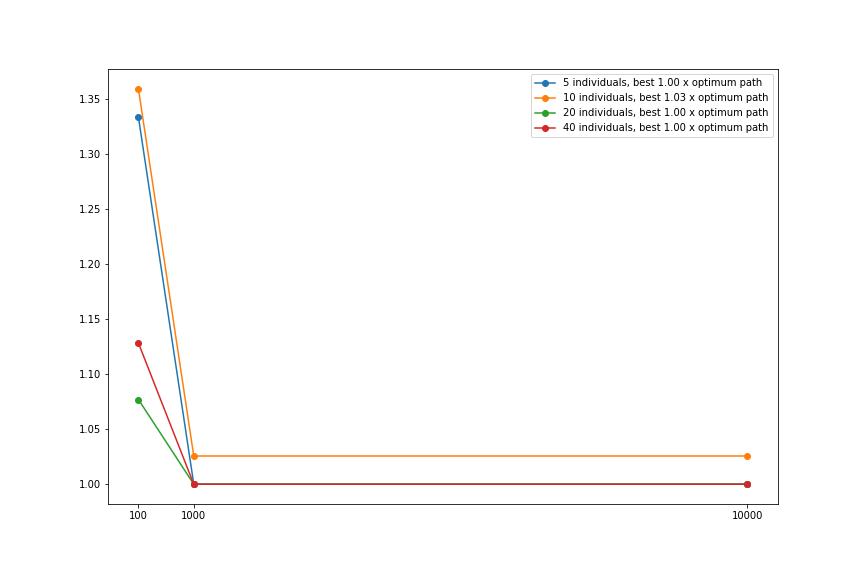 5 individuals, best 1.00 x optimum path
10 individuals, best 1.03 x optimum path
20 individuals, best 1.00 x optimum path
40 individuals, best 1.00 x optimum path
1.35
1.30
1.25
1.20
1.15
1.10
1.05
1.00
100 1000 10000